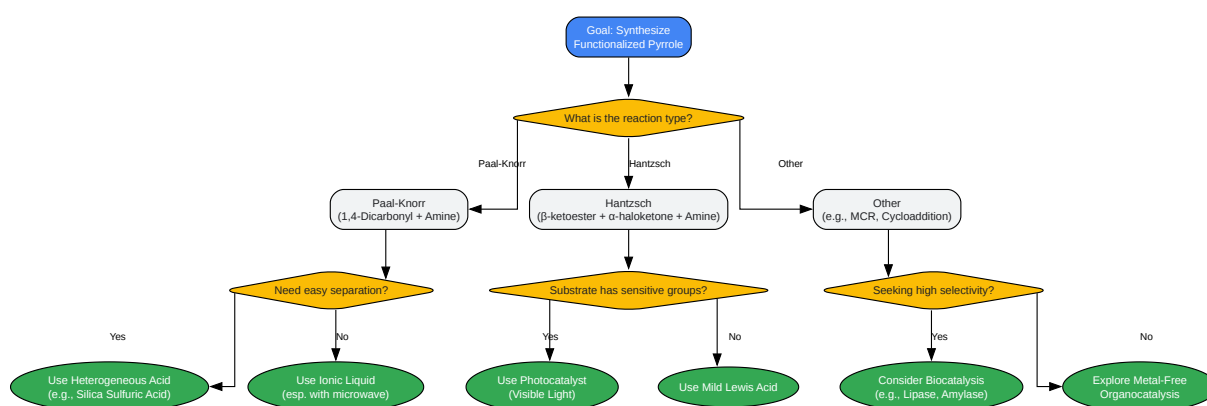 Goal: Synthesize
Functionalized Pyrrole
What is the reaction type?
Paal-Knorr
Hantzsch
Other
Paal-Knorr
(1,4-Dicarbonyl + Amine)
Hantzsch
(β-ketoester + α-haloketone + Amine)
Other
(e.g., MCR, Cycloaddition)
Need easy separation?
Substrate has sensitive groups?
Seeking high selectivity?
Yes
No
Yes
No
Yes
No
Use Heterogeneous Acid
(e.g., Silica Sulfuric Acid)
Use Ionic Liquid
(esp. with microwave)
Use Photocatalyst
(Visible Light)
Use Mild Lewis Acid
Consider Biocatalysis
(e.g., Lipase, Amylase)
Explore Metal-Free
Organocatalysis